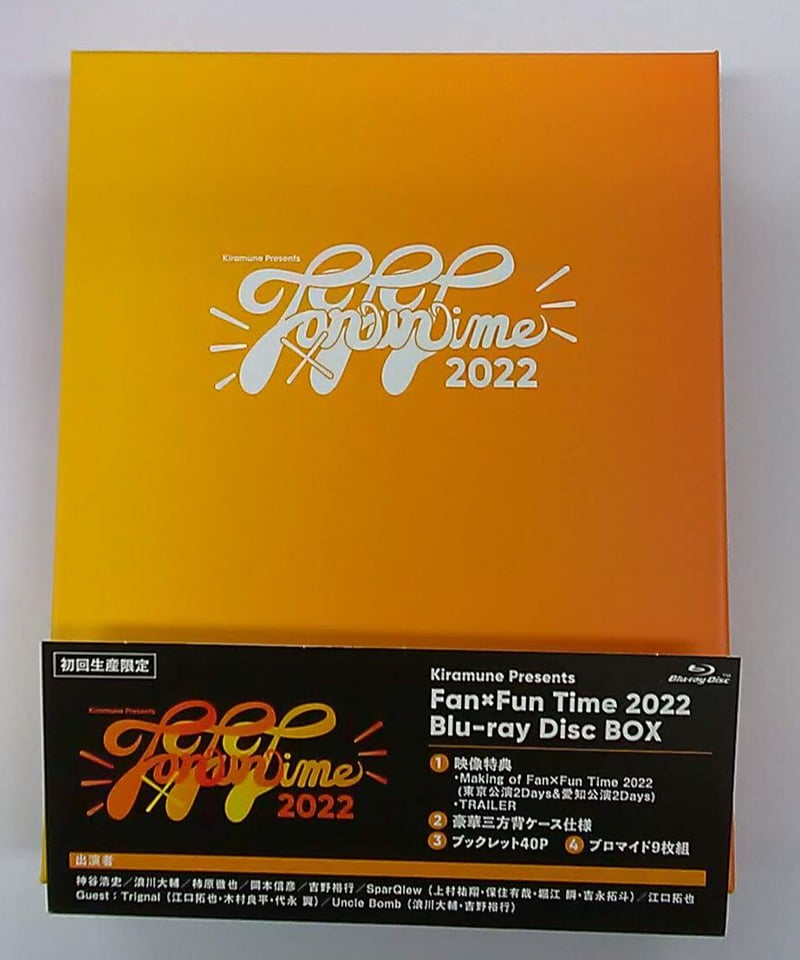 Kiramune Presents
Fan×Fun Time
2022
初回生産限定
Kiramune Presents
Fan×Fun Time
2022
Blu-ray Disc™
Kiramune Presents
Fan×Fun Time 2022
Blu-ray Disc BOX
1 映像特典
・Making of Fan×Fun Time 2022
(東京公演2Days&愛知公演2Days)
・TRAILER
2 豪華三方背ケース仕様
3 ブックレット40P 4 ブロマイド9枚組
出演者
神谷浩史/浪川大輔/柿原徹也/岡本信彦/吉野裕行/SparQlew(上村祐翔・保住有哉・堀江 瞬・吉永拓斗)/江口拓也
Guest:Trignal(江口拓也・木村良平・代永 翼)/Uncle Bomb(浪川大輔・吉野裕行)